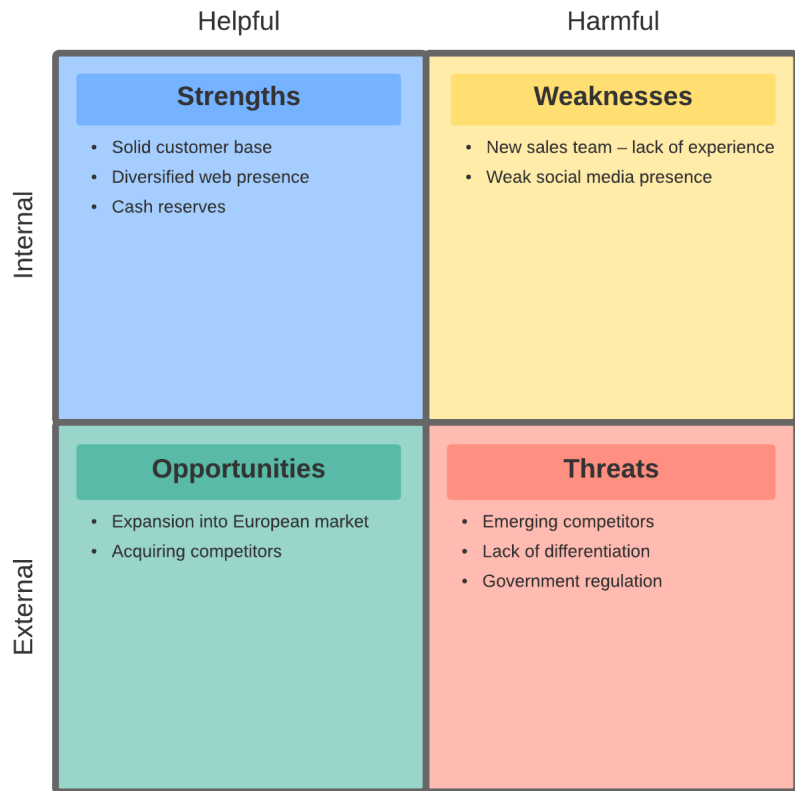 Helpful
Harmful
Internal
Strengths
• Solid customer base
• Diversified web presence
• Cash reserves
Weaknesses
• New sales team – lack of experience
• Weak social media presence
External
Opportunities
• Expansion into European market
• Acquiring competitors
Threats
• Emerging competitors
• Lack of differentiation
• Government regulation